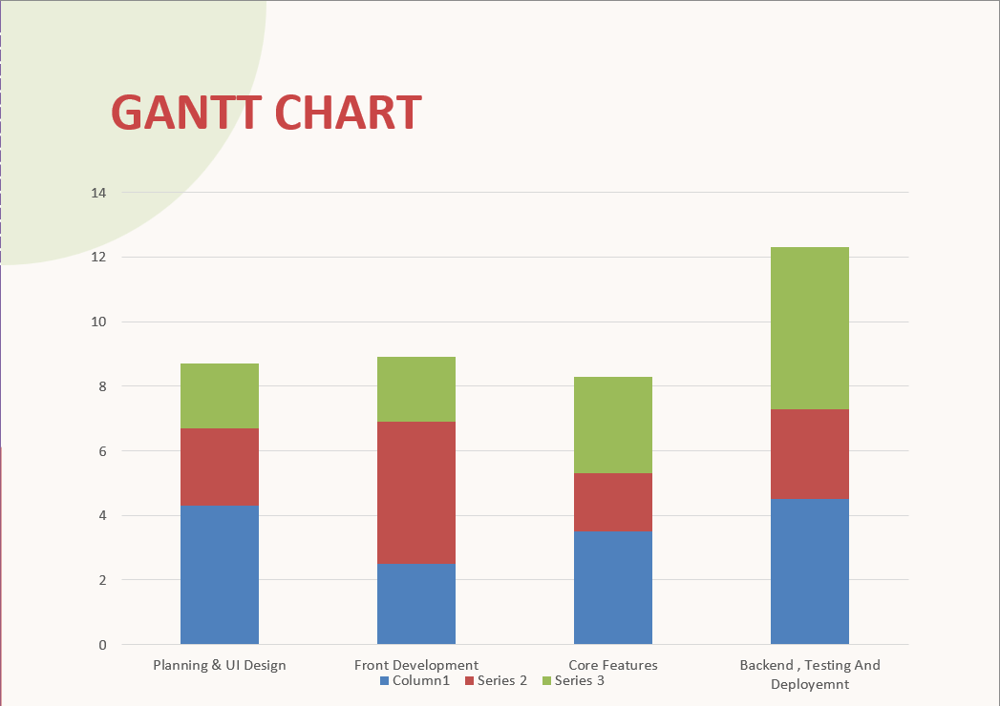 GANTT CHART
14
12
10
8
6
4
2
0
Planning & UI Design
Front Development
Core Features
Backend , Testing And
Deployemnt
Column1
Series 2
Series 3